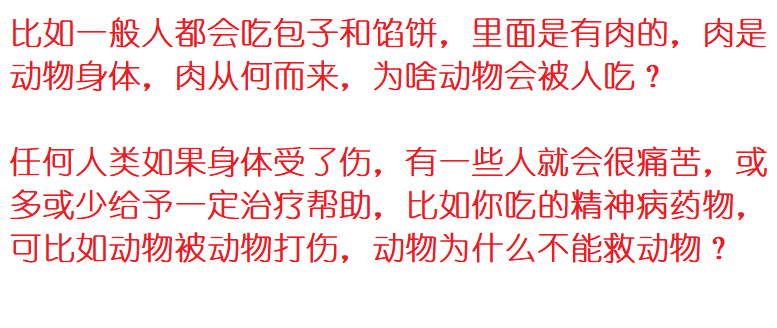 比如一般人都会吃包子和馅饼，里面是有肉的，肉是
动物身体，肉从何而来，为啥动物会被人吃？
任何人类如果身体受了伤，有一些人就会很痛苦，或
多或少给予一定治疗帮助，比如你吃的精神病药物，
可比如动物被动物打伤，动物为什么不能救动物？